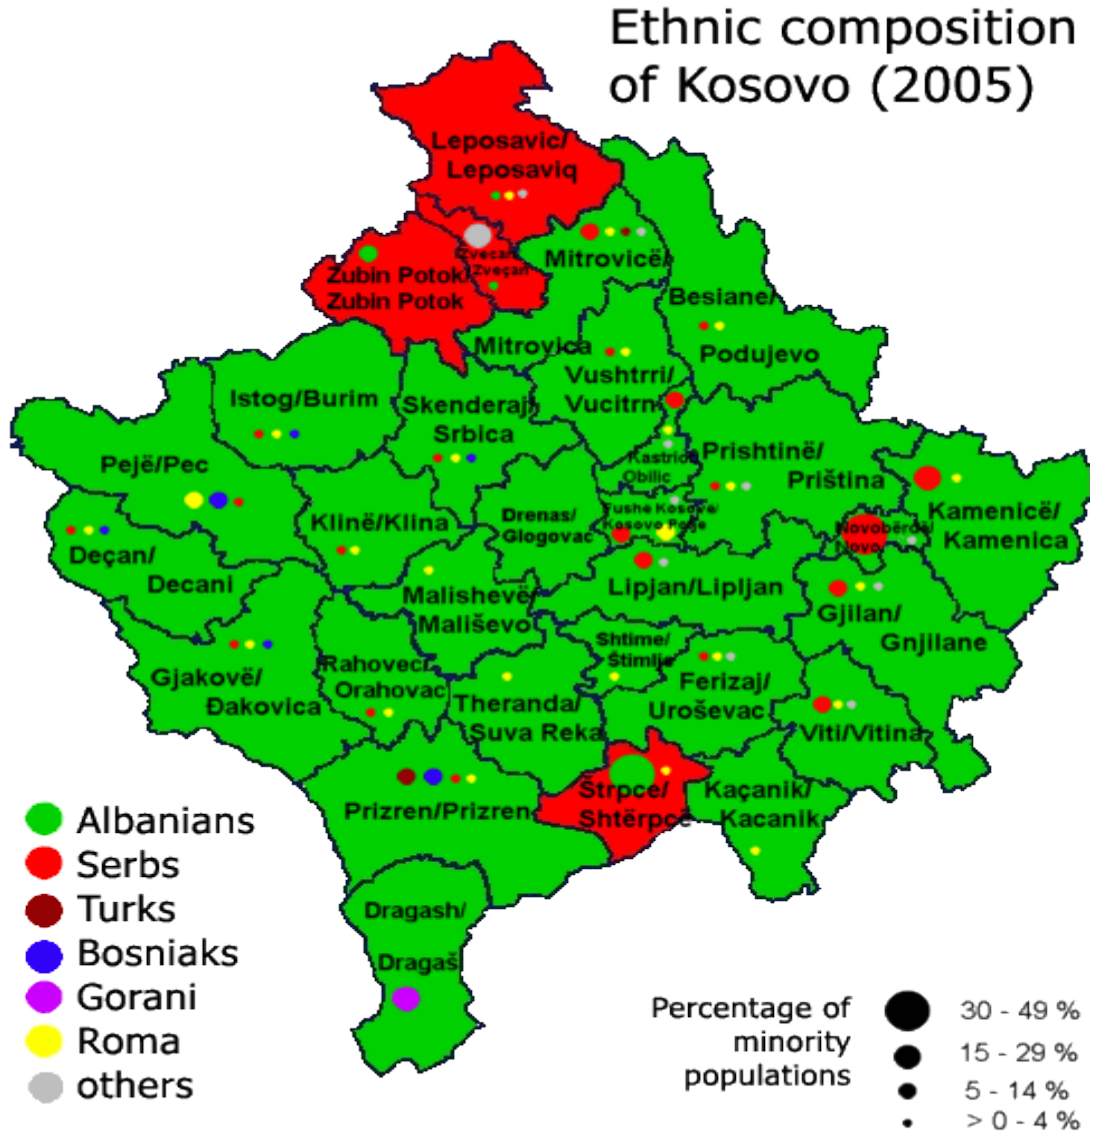 Ethnic composition
of Kosovo (2005)
Leposavic/
Leposaviq
Zvecan/
Zveçan
Zubin Potok/
Zubin Potok
Mitrovicë/
Mitrovica
Besiane/
Podujevo
Vushtrri/
Vucitrn
Istog/Burim
Skenderaj/
Srbica
Pejë/Pec
Kastriot/
Obilic
Prishtinë/
Priština
Kamenicë/
Kamenica
Klinë/Klina
Drenas/
Glogovac
Fushe Kosove/
Kosovo Poge
Novobërdë/
Novo
Deçan/
Decani
Malishevë/
Mališevo
Lipjan/Lipljan
Gjilan/
Gnjilane
Gjakovë/
Đakovica
Rahovec/
Orahovac
Shtime/
Štimlje
Ferizaj/
Uroševac
Theranda/
Suva Reka
Viti/Vitina
Prizren/Prizren
Štrpce/
Shtërpcë
Kaçanik/
Kacanik
Dragash/
Dragaš
Albanians
Serbs
Turks
Bosniaks
Gorani
Roma
others
Percentage of
minority
populations
30 - 49 %
15 - 29 %
5 - 14 %
> 0 - 4 %